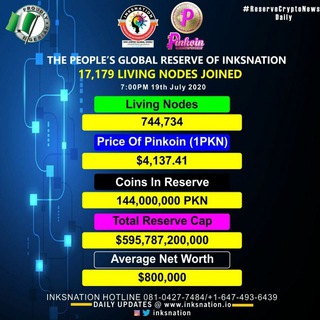 #ReserveCryptoNews
Daily
INKSNATION
Pinkoin
THE PEOPLE'S GLOBAL RESERVE OF INKSNATION
17,179 LIVING NODES JOINED
7:00PM 19th July 2020
Living Nodes
744,734
Price Of Pinkoin (1PKN)
$4,137.41
Coins In Reserve
144,000,000 PKN
Total Reserve Cap
$595,787,200,000
Average Net Worth
$800,000
INKSNATION HOTLINE 081-0427-7484/+1-647-493-6439
DAILY UPDATES @ www.inksnation.io
inksnation